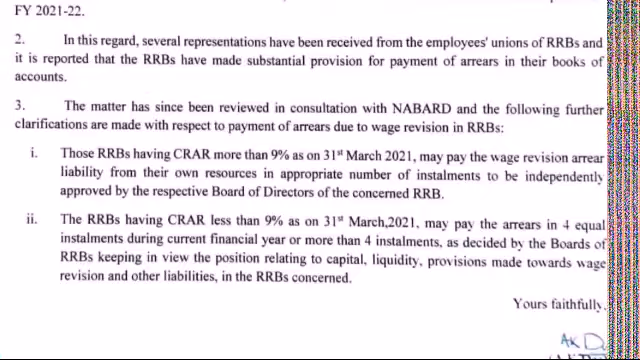 FY 2021-22.
2. In this regard, several representations have been received from the employees' unions of RRBs and
it is reported that the RRBs have made substantial provision for payment of arrears in their books of
accounts.
3. The matter has since been reviewed in consultation with NABARD and the following further
clarifications are made with respect to payment of arrears due to wage revision in RRBs:
i. Those RRBs having CRAR more than 9% as on 31st March 2021, may pay the wage revision arrear
liability from their own resources in appropriate number of instalments to be independently
approved by the respective Board of Directors of the concerned RRB.
ii. The RRBs having CRAR less than 9% as on 31st March,2021, may pay the arrears in 4 equal
instalments during current financial year or more than 4 instalments, as decided by the Boards of
RRBs keeping in view the position relating to capital, liquidity, provisions made towards wage
revision and other liabilities, in the RRBs concerned.
Yours faithfully,